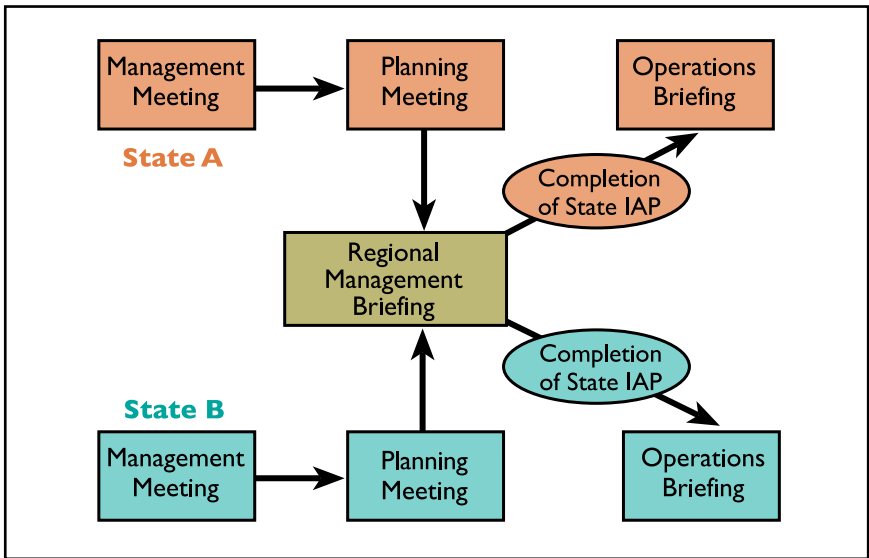 Management
Meeting
Planning
Meeting
Operations
Briefing
State A
Completion
of State IAP
Regional
Management
Briefing
Completion
of State IAP
State B
Management
Meeting
Planning
Meeting
Operations
Briefing